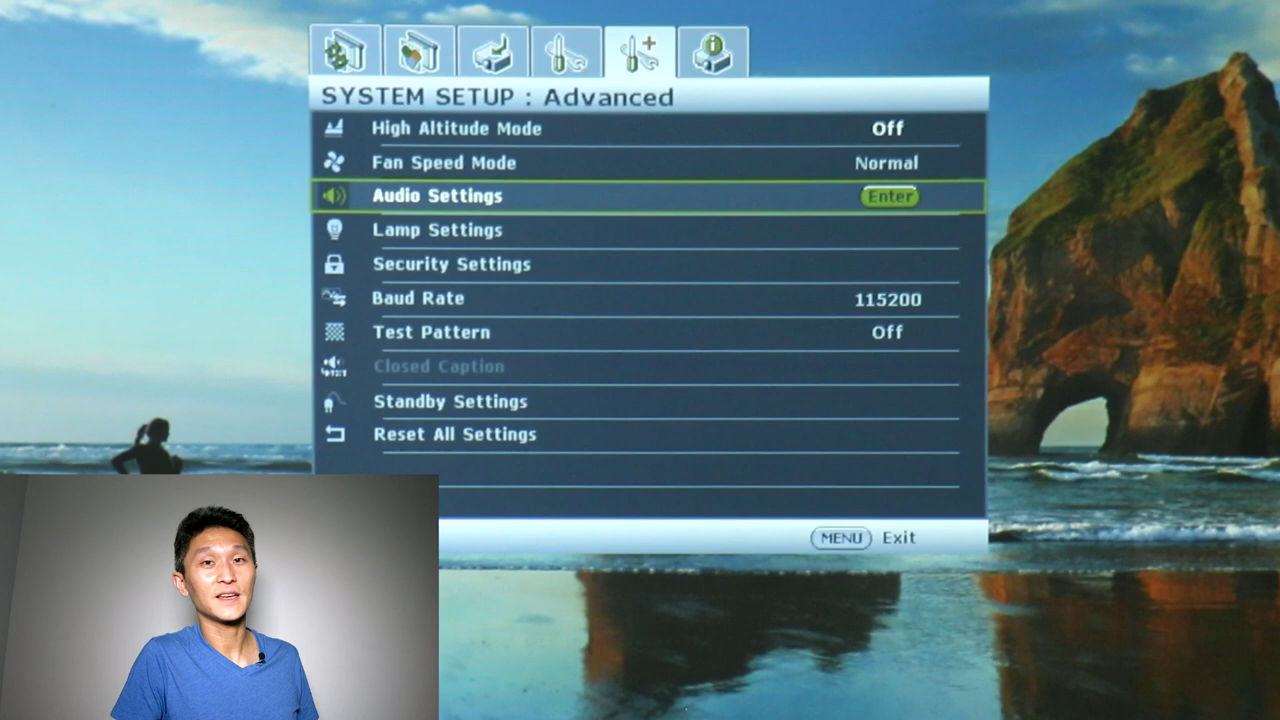 SYSTEM SETUP : Advanced
High Altitude Mode Off
Fan Speed Mode Normal
Audio Settings Enter
Lamp Settings
Security Settings
Baud Rate 115200
Test Pattern Off
Closed Caption
Standby Settings
Reset All Settings
MENU Exit